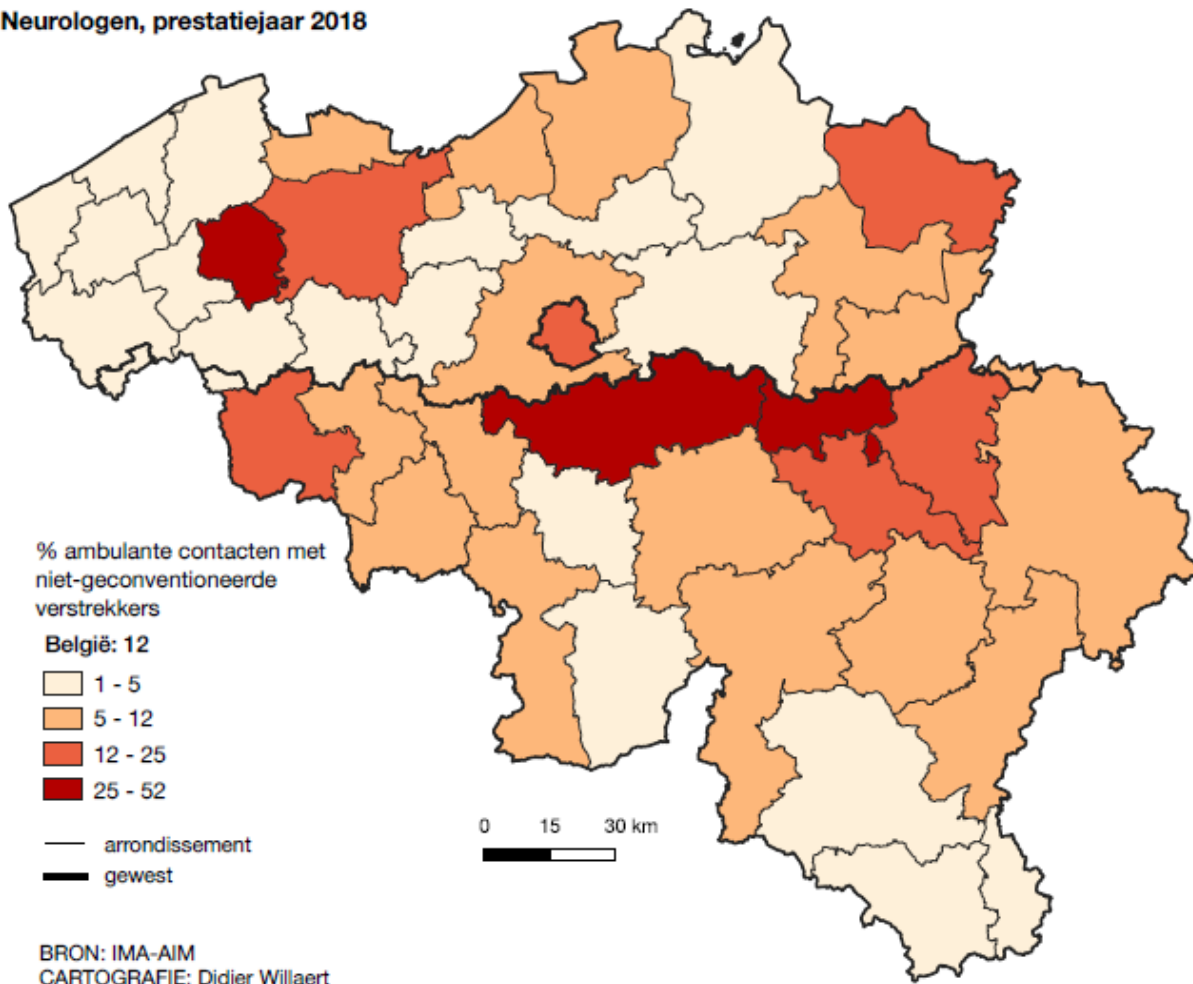 Neurologen, prestatiejaar 2018
% ambulante contacten met
niet-geconventioneerde
verstrekkers
België: 12
1 - 5
5 - 12
12 - 25
25 - 52
0 15 30 km
arrondissement
gewest
BRON: IMA-AIM
CARTOGRAFIE: Didier Willaert